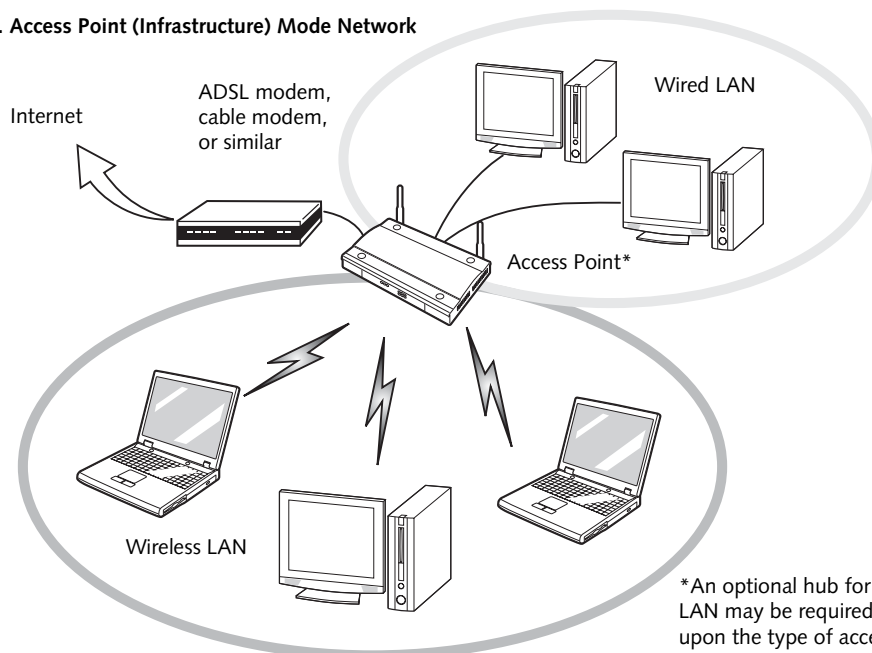 . Access Point (Infrastructure) Mode Network
Internet
ADSL modem,
cable modem,
or similar
Wired LAN
Access Point*
Wireless LAN
*An optional hub for
LAN may be required
upon the type of acce